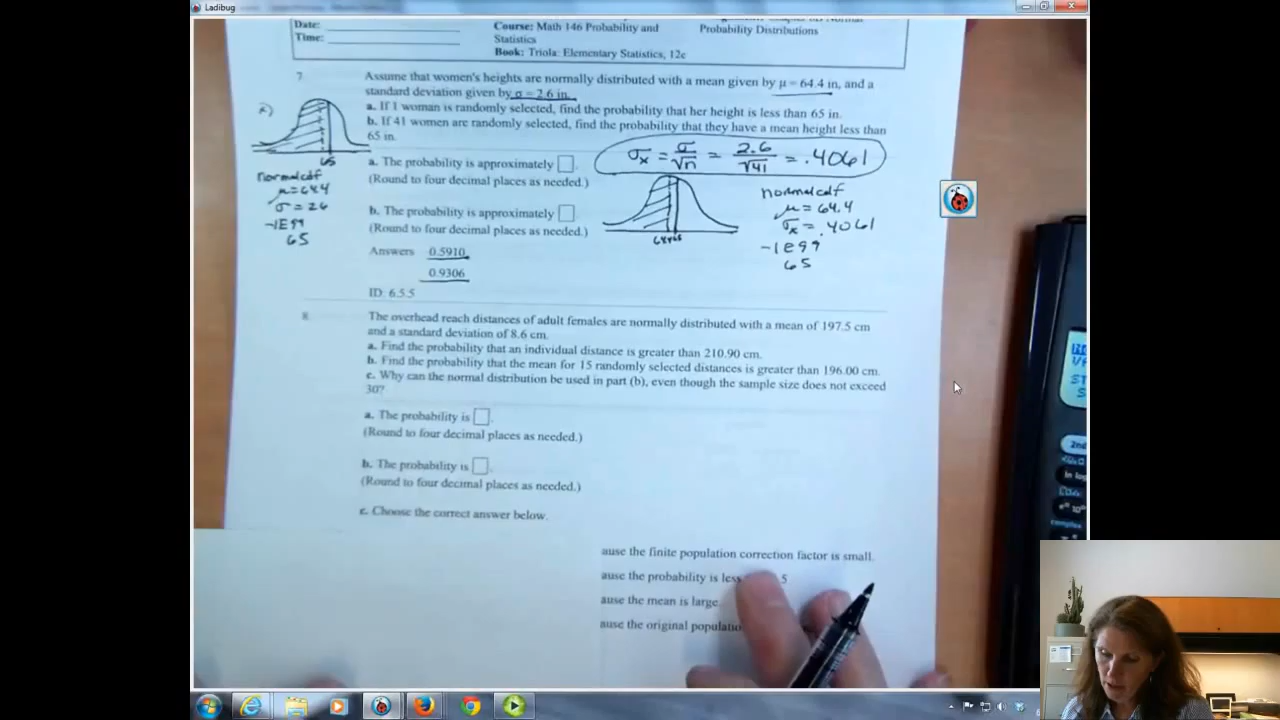 Ladibug
Date:
Time:
Course: Math 146 Probability and
Statistics
Book: Triola: Elementary Statistics, 12e
Probability Distributions
7. Assume that women's heights are normally distributed with a mean given by μ = 64.4 in, and a
standard deviation given by σ = 2.6 in.
a. If 1 woman is randomly selected, find the probability that her height is less than 65 in.
b. If 41 women are randomly selected, find the probability that they have a mean height less than
65 in.
a. The probability is approximately
(Round to four decimal places as needed.)
b. The probability is approximately
(Round to four decimal places as needed.)
Answers 0.5910
0.9306
ID: 6.5.5
65
normalcdf
μ = 64.4
-1E99
65
σx = σ/√n = 2.6/√41 = .4061
normalcdf
μ = 64.4
σx = .4061
-1E99
65
8. The overhead reach distances of adult females are normally distributed with a mean of 197.5 cm
and a standard deviation of 8.6 cm.
a. Find the probability that an individual distance is greater than 210.90 cm.
b. Find the probability that the mean for 15 randomly selected distances is greater than 196.00 cm.
c. Why can the normal distribution be used in part (b), even though the sample size does not exceed
30?
a. The probability is
(Round to four decimal places as needed.)
b. The probability is
(Round to four decimal places as needed.)
c. Choose the correct answer below.
ause the finite population correction factor is small.
ause the probability is less
5
ause the mean is large
ause the original populatio
2nd